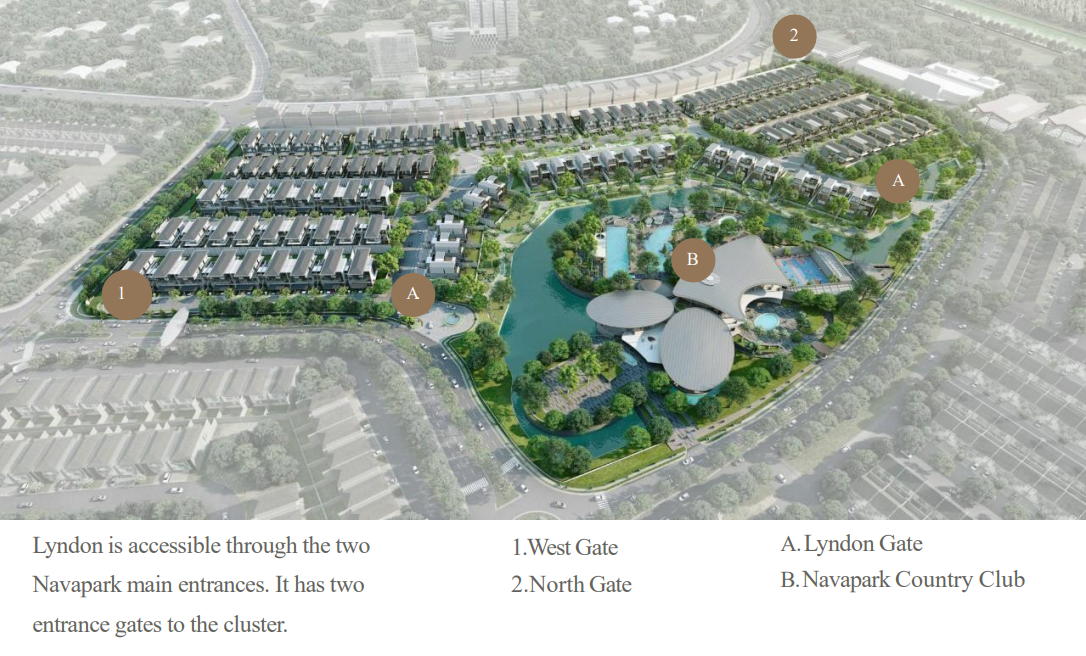 2
A
B
1
A
Lyndon is accessible through the two
Navapark main entrances. It has two
entrance gates to the cluster.
1.West Gate
2.North Gate
A. Lyndon Gate
B. Navapark Country Club